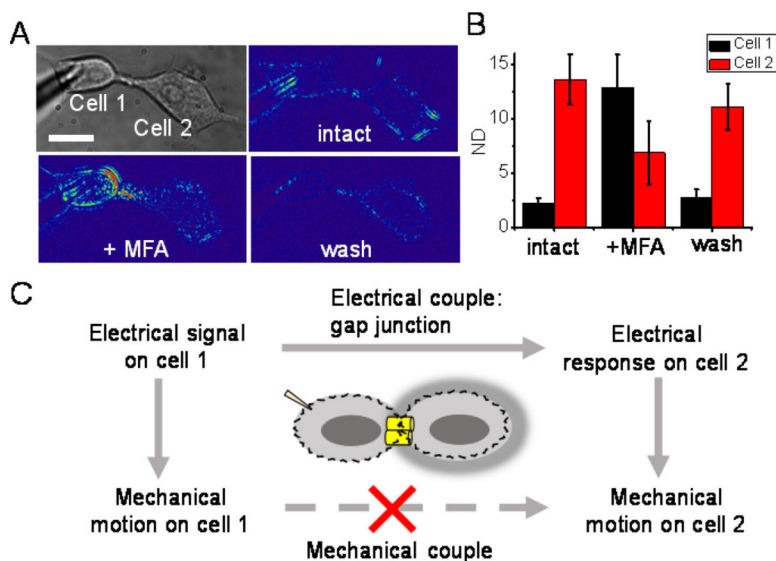 A
Cell 1
Cell 2
intact
+ MFA
wash
B
Cell 1
Cell 2
15
10
5
0
ND
intact
+MFA
wash
C
Electrical signal
on cell 1
Electrical couple:
gap junction
Electrical
response on cell 2
Mechanical
motion on cell 1
Mechanical couple
Mechanical
motion on cell 2